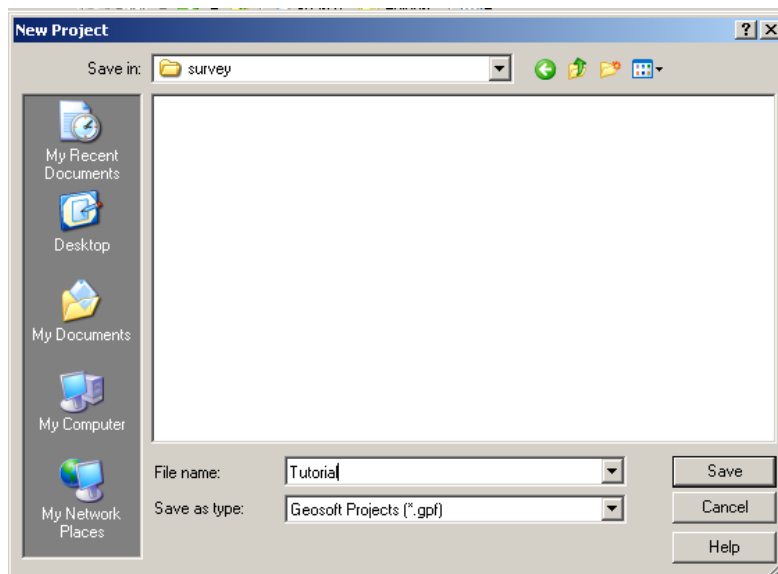 New Project
Save in:
survey
My Recent
Documents
Desktop
My Documents
My Computer
My Network
Places
File name:
Tutorial
Save
Save as type:
Geosoft Projects (*.gpf)
Cancel
Help